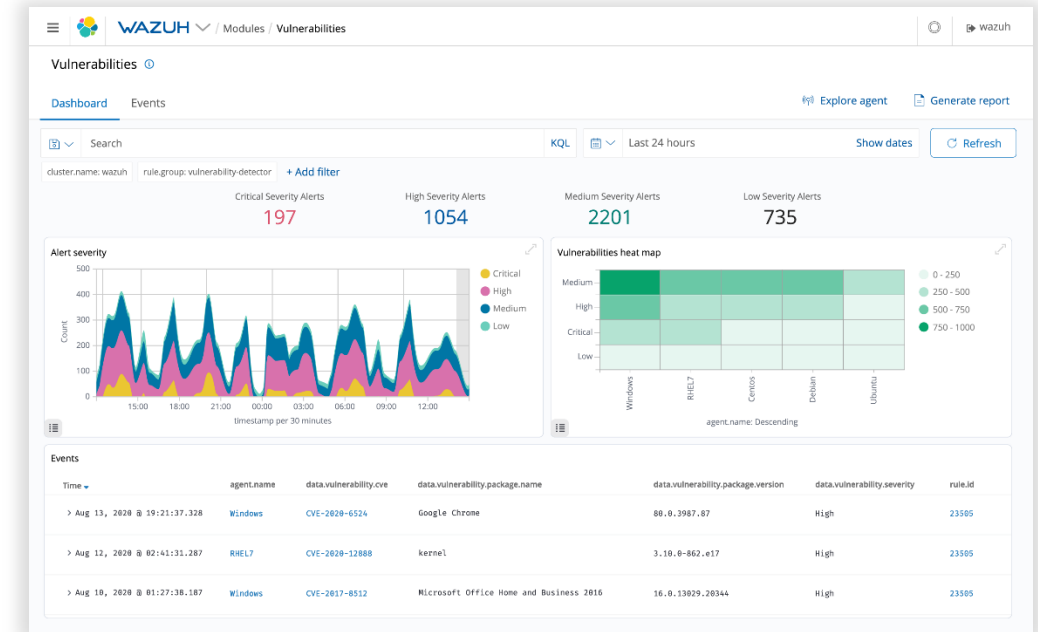 WAZUH / Modules / Vulnerabilities wazuh
Vulnerabilities
Dashboard Events Explore agent Generate report
Search KQL Last 24 hours Show dates Refresh
cluster.name: wazuh rule.group: vulnerability-detector + Add filter
Critical Severity Alerts High Severity Alerts Medium Severity Alerts Low Severity Alerts
197 1054 2201 735
Alert severity
500
400
300
200
100
0
Count
15:00 18:00 21:00 00:00 03:00 06:00 09:00 12:00
timestamp per 30 minutes
Critical
High
Medium
Low
Vulnerabilities heat map
Medium
High
Critical
Low
Windows RHEL7 Centos Debian Ubuntu
agent.name: Descending
0 - 250
250 - 500
500 - 750
750 - 1000
Events
Time agent.name data.vulnerability.cve data.vulnerability.package.name data.vulnerability.package.version data.vulnerability.severity rule.id
> Aug 13, 2020 @ 19:21:37.328 Windows CVE-2020-6524 Google Chrome 80.0.3987.87 High 23505
> Aug 12, 2020 @ 02:41:31.287 RHEL7 CVE-2020-12888 kernel 3.10.0-862.e17 High 23505
> Aug 10, 2020 @ 01:27:38.187 Windows CVE-2017-8512 Microsoft Office Home and Business 2016 16.0.13029.20344 High 23505